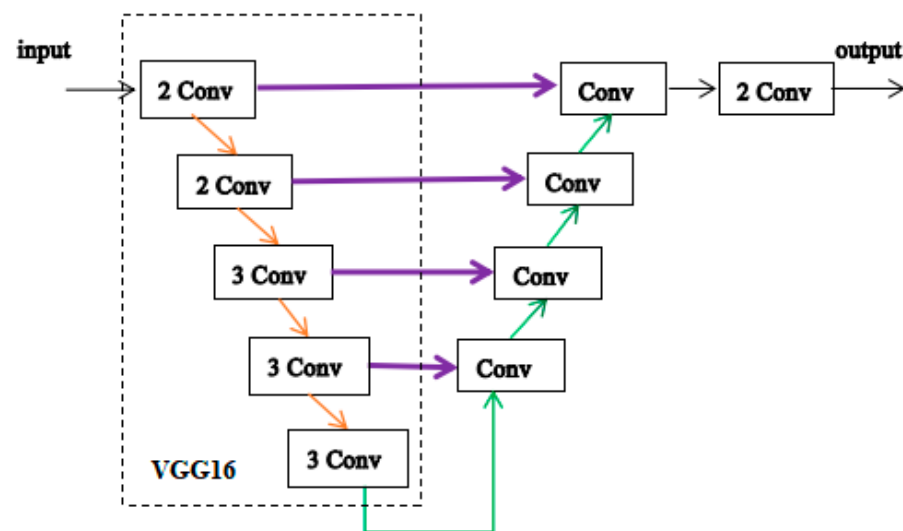 input
output
2 Conv
Conv
2 Conv
2 Conv
Conv
3 Conv
Conv
3 Conv
Conv
3 Conv
VGG16